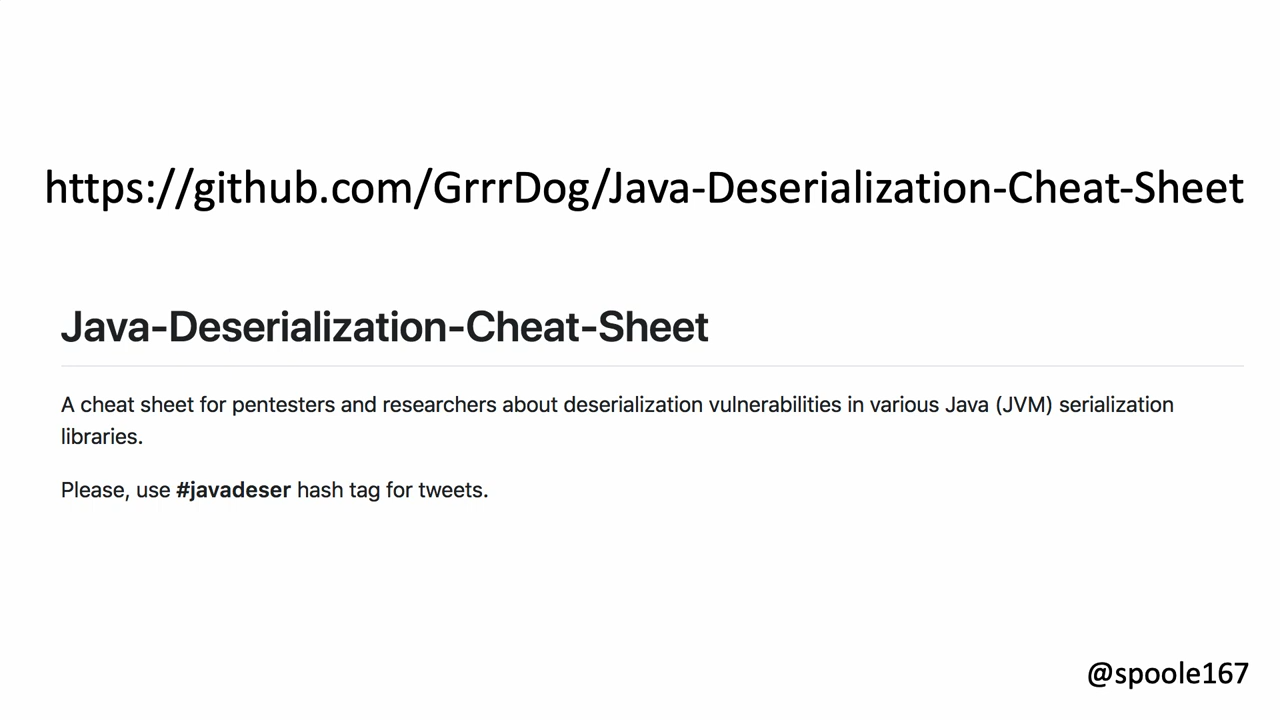 https://github.com/GrrrDog/Java-Deserialization-Cheat-Sheet
Java-Deserialization-Cheat-Sheet
A cheat sheet for pentesters and researchers about deserialization vulnerabilities in various Java (JVM) serialization
libraries.
Please, use #javadeser hash tag for tweets.
@spoole167